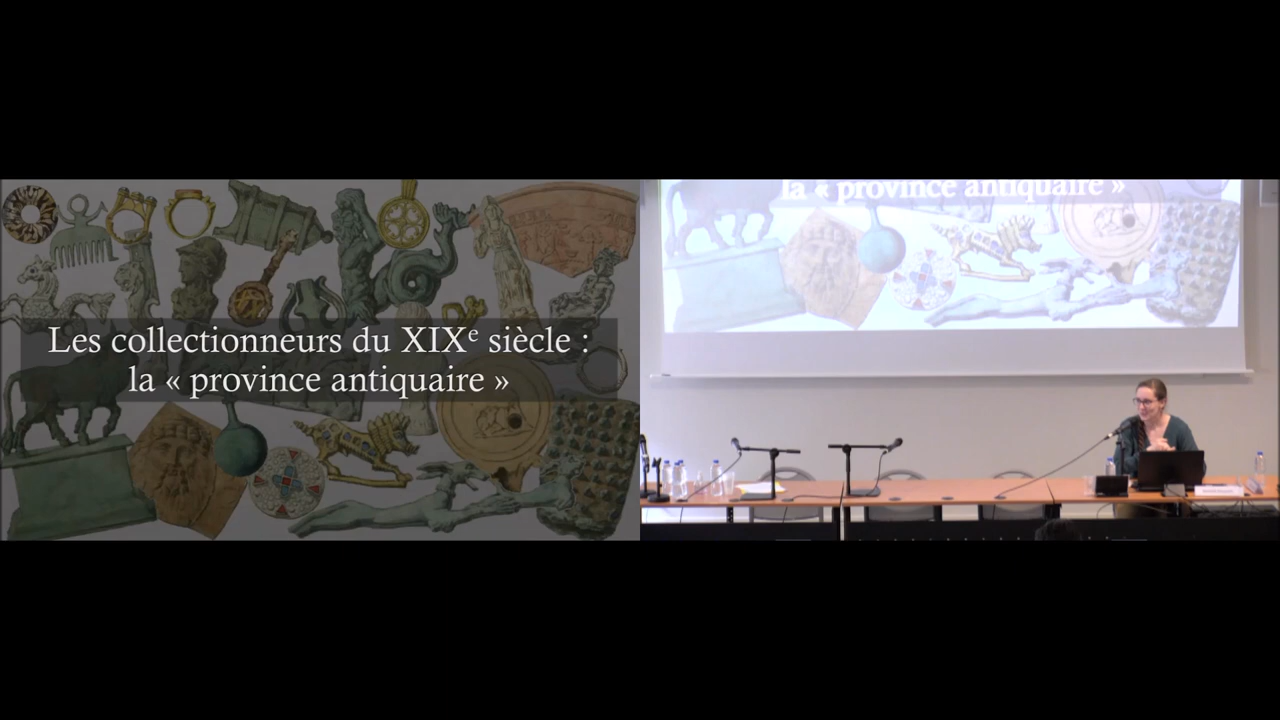 Les collectionneurs du XIXᵉ siècle :
la « province antiquaire »
la « province antiquaire »